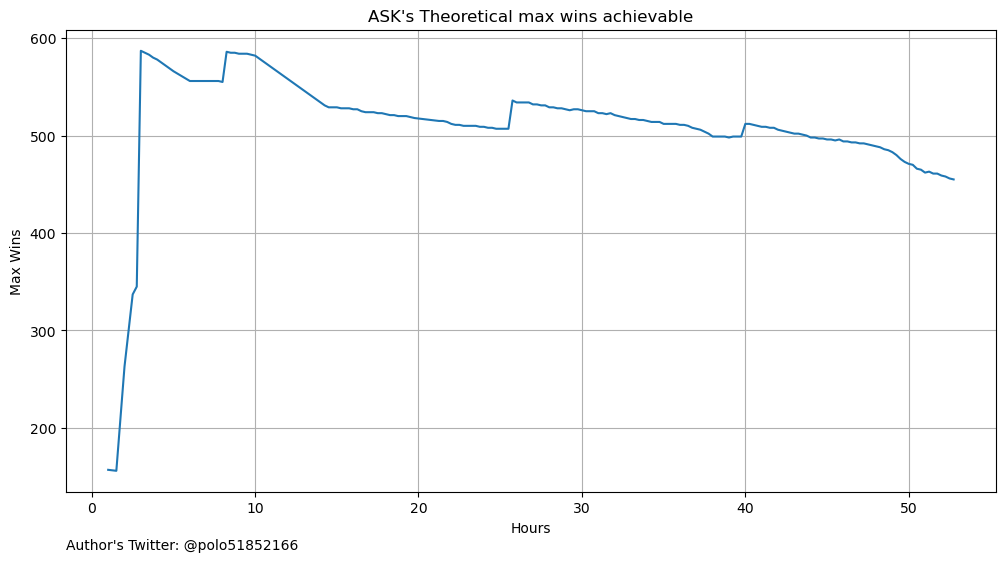 ASK's Theoretical max wins achievable
600
500
400
300
200
Max Wins
0 10 20 30 40 50
Hours
Author's Twitter: @polo51852166